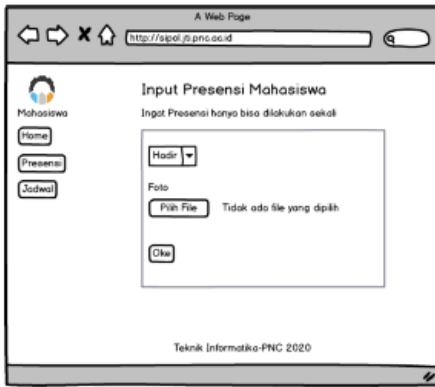 A Web Page
http://sipol.jti.pnc.ac.id
Mahasiswa
Home
Presensi
Jadwal
Input Presensi Mahasiswa
Ingat Presensi hanya bisa dilakukan sekali
Hadir
Foto
Pilih File Tidak ada file yang dipilih
Oke
Teknik Informatika-PNC 2020